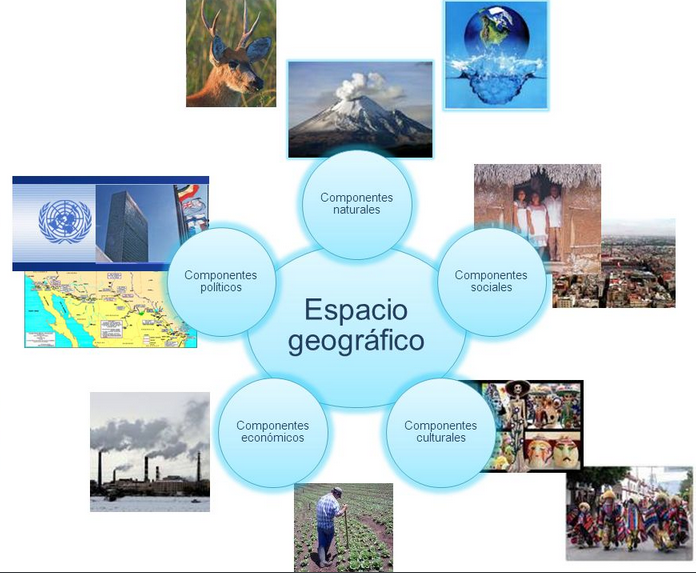 Componentes
naturales
Componentes
políticos
Componentes
sociales
Espacio
geográfico
Componentes
económicos
Componentes
culturales